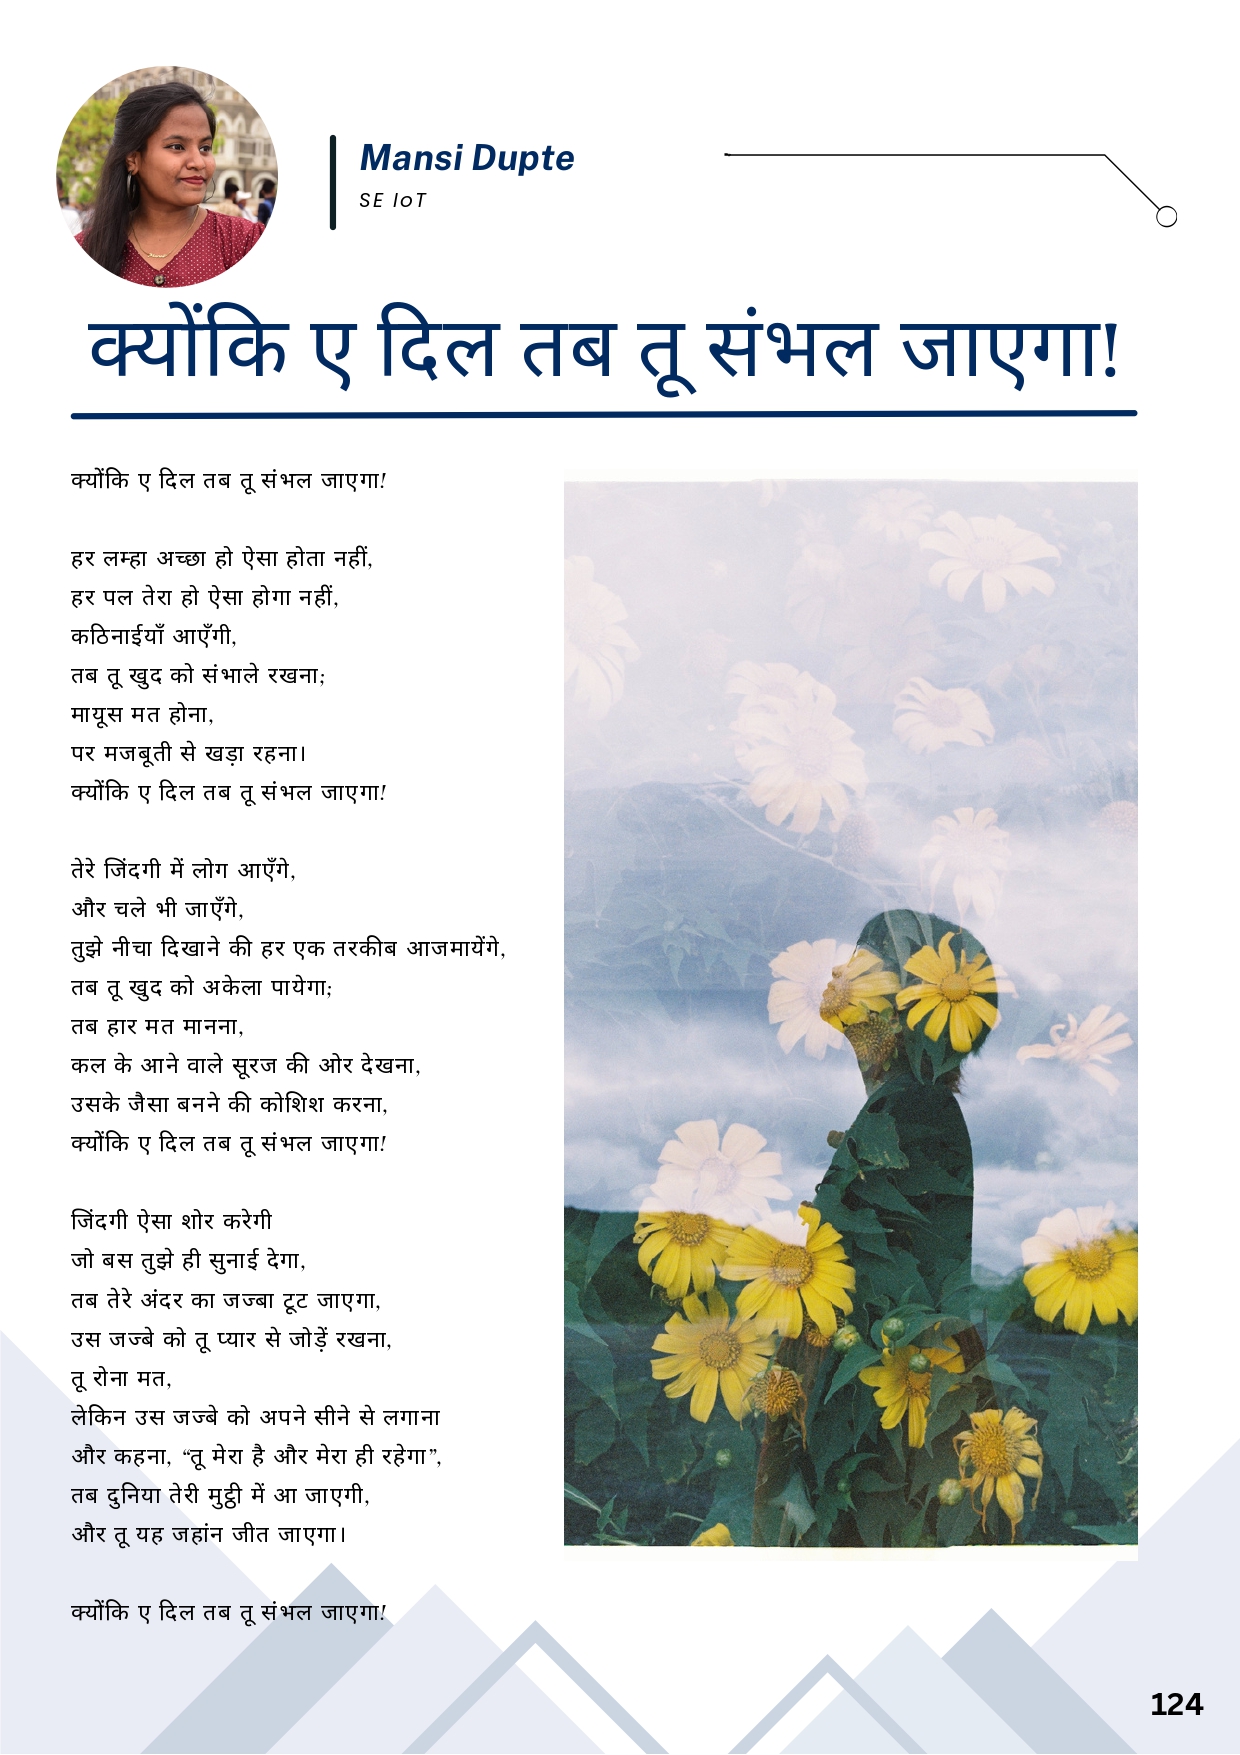 Mansi Dupte
SE IoT
क्योंकि ए दिल तब तू संभल जाएगा!
क्योंकि ए दिल तब तू संभल जाएगा!
हर लम्हा अच्छा हो ऐसा होता नहीं,
हर पल तेरा हो ऐसा होगा नहीं,
कठिनाईयाँ आएँगी,
तब तू खुद को संभाले रखना;
मायूस मत होना,
पर मजबूती से खड़ा रहना।
क्योंकि ए दिल तब तू संभल जाएगा!
तेरे जिंदगी में लोग आएँगे,
और चले भी जाएँगे,
तुझे नीचा दिखाने की हर एक तरकीब आजमायेंगे,
तब तू खुद को अकेला पायेगा;
तब हार मत मानना,
कल के आने वाले सूरज की ओर देखना,
उसके जैसा बनने की कोशिश करना,
क्योंकि ए दिल तब तू संभल जाएगा!
जिंदगी ऐसा शोर करेगी
जो बस तुझे ही सुनाई देगा,
तब तेरे अंदर का जज्बा टूट जाएगा,
उस जज्बे को तू प्यार से जोड़ें रखना,
तू रोना मत,
लेकिन उस जज्बे को अपने सीने से लगाना
और कहना, “तू मेरा है और मेरा ही रहेगा”,
तब दुनिया तेरी मुट्ठी में आ जाएगी,
और तू यह जहांन जीत जाएगा।
क्योंकि ए दिल तब तू संभल जाएगा!
124